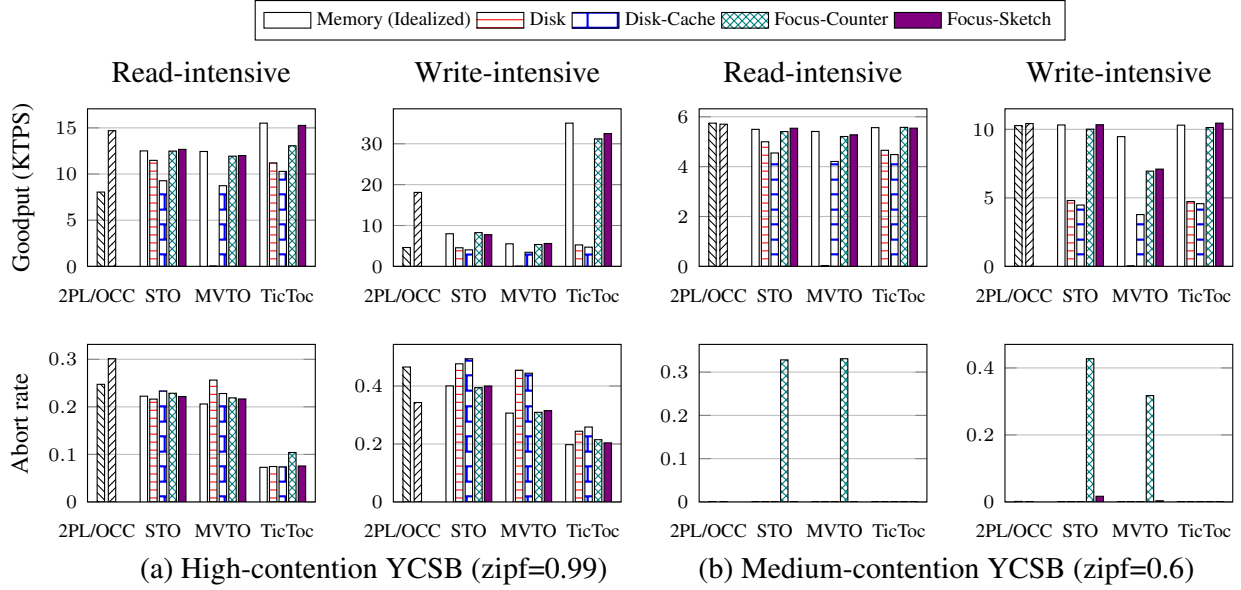 Memory (Idealized) Disk Disk-Cache Focus-Counter Focus-Sketch
Read-intensive Write-intensive Read-intensive Write-intensive
Goodput (KTPS)
15
10
5
0
2PL/OCC STO MVTO TicToc
30
20
10
0
2PL/OCC STO MVTO TicToc
6
4
2
0
2PL/OCC STO MVTO TicToc
10
5
0
2PL/OCC STO MVTO TicToc
Abort rate
0.3
0.2
0.1
0
2PL/OCC STO MVTO TicToc
0.4
0.2
0
2PL/OCC STO MVTO TicToc
0.3
0.2
0.1
0
2PL/OCC STO MVTO TicToc
0.4
0.2
0
2PL/OCC STO MVTO TicToc
(a) High-contention YCSB (zipf=0.99) (b) Medium-contention YCSB (zipf=0.6)